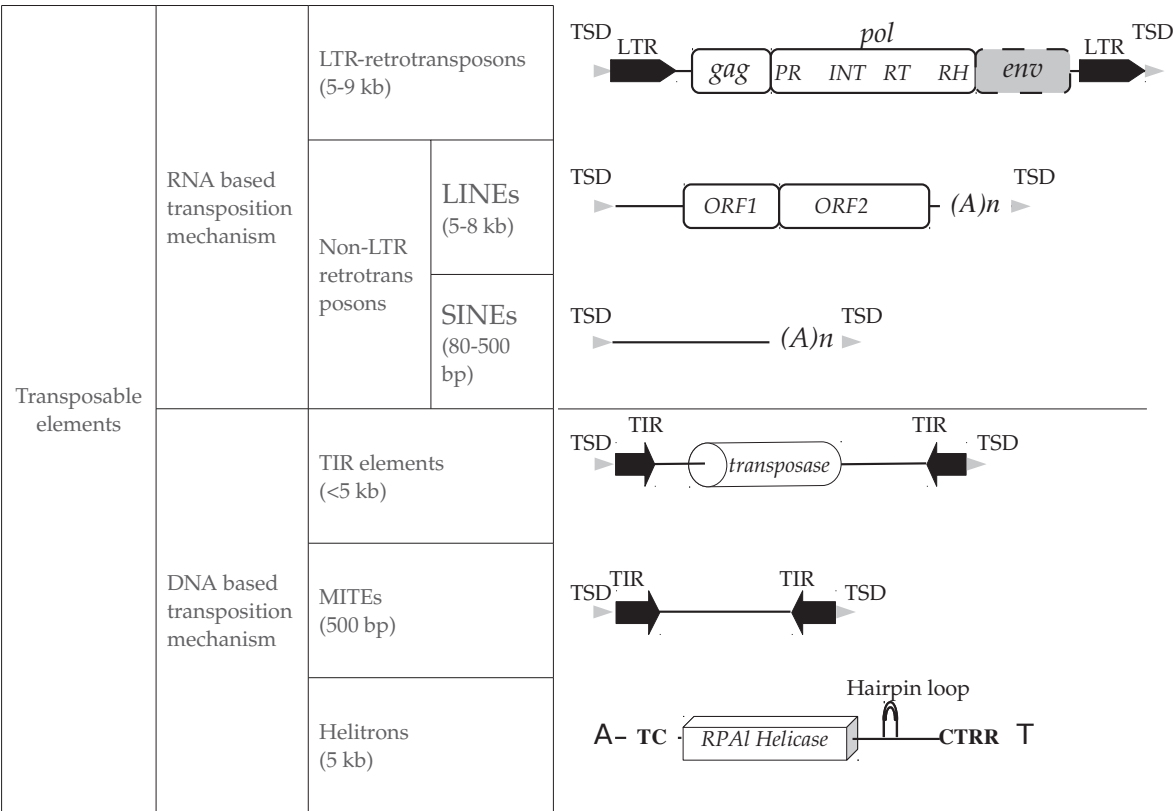 Transposable
elements
RNA based
transposition
mechanism
LTR-retrotransposons
(5-9 kb)
TSD
LTR
gag
pol
PR INT RT RH
env
LTR
TSD
Non-LTR
retrotrans
posons
LINEs
(5-8 kb)
TSD
ORF1
ORF2
(A)n
TSD
SINEs
(80-500
bp)
TSD
(A)n
TSD
DNA based
transposition
mechanism
TIR elements
(<5 kb)
TSD
TIR
transposase
TIR
TSD
MITEs
(500 bp)
TSD
TIR
TIR
TSD
Helitrons
(5 kb)
Hairpin loop
A- TC - RPAl Helicase CTRR T